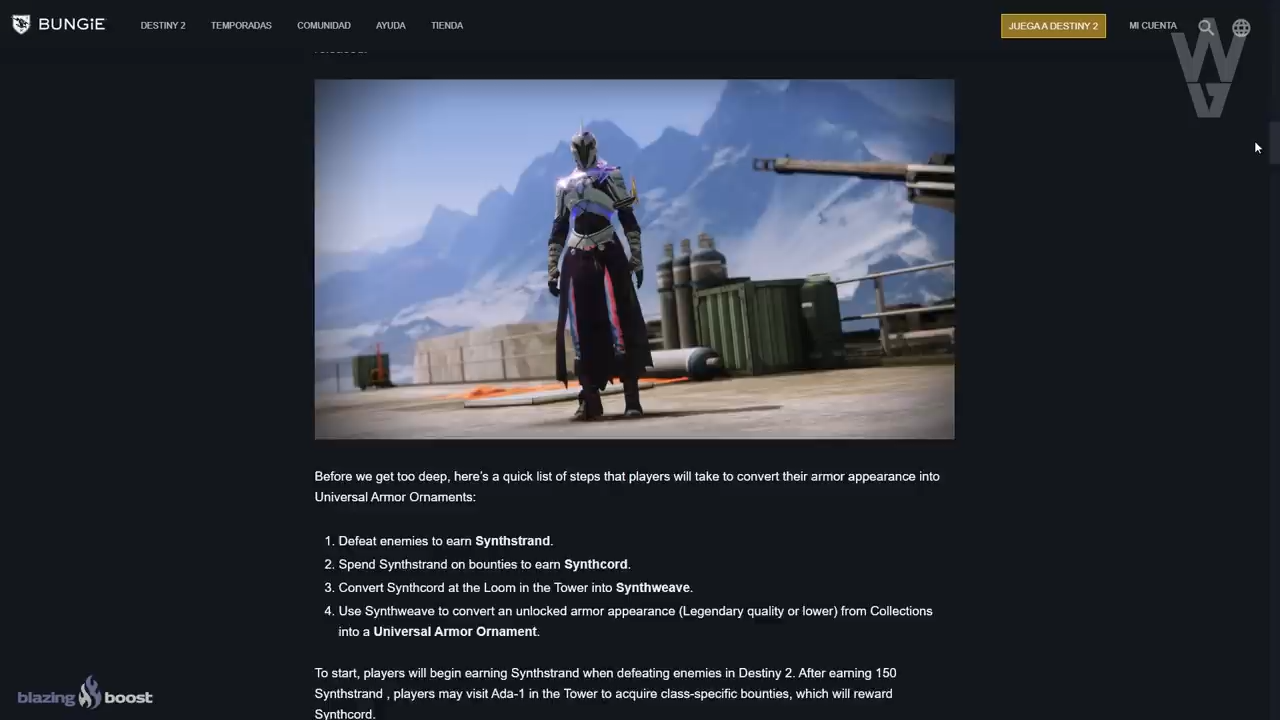 BUNGiE DESTINY 2 TEMPORADAS COMUNIDAD AYUDA TIENDA JUEGA A DESTINY 2 MI CUENTA
WG
Before we get too deep, here's a quick list of steps that players will take to convert their armor appearance into
Universal Armor Ornaments:
1. Defeat enemies to earn Synthstrand.
2. Spend Synthstrand on bounties to earn Synthcord.
3. Convert Synthcord at the Loom in the Tower into Synthweave.
4. Use Synthweave to convert an unlocked armor appearance (Legendary quality or lower) from Collections
into a Universal Armor Ornament.
To start, players will begin earning Synthstrand when defeating enemies in Destiny 2. After earning 150
Synthstrand , players may visit Ada-1 in the Tower to acquire class-specific bounties, which will reward
Synthcord.
blazing boost